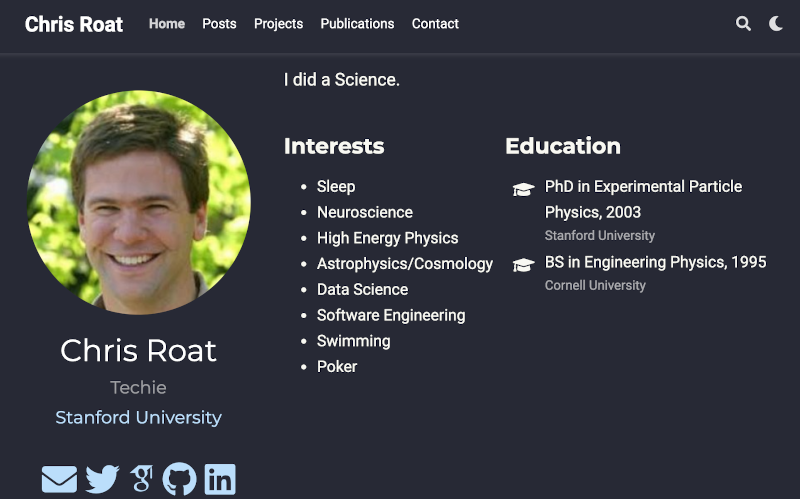 Chris Roat Home Posts Projects Publications Contact
I did a Science.
Chris Roat
Techie
Stanford University
Interests
Sleep
Neuroscience
High Energy Physics
Astrophysics/Cosmology
Data Science
Software Engineering
Swimming
Poker
Education
PhD in Experimental Particle
Physics, 2003
Stanford University
BS in Engineering Physics, 1995
Cornell University